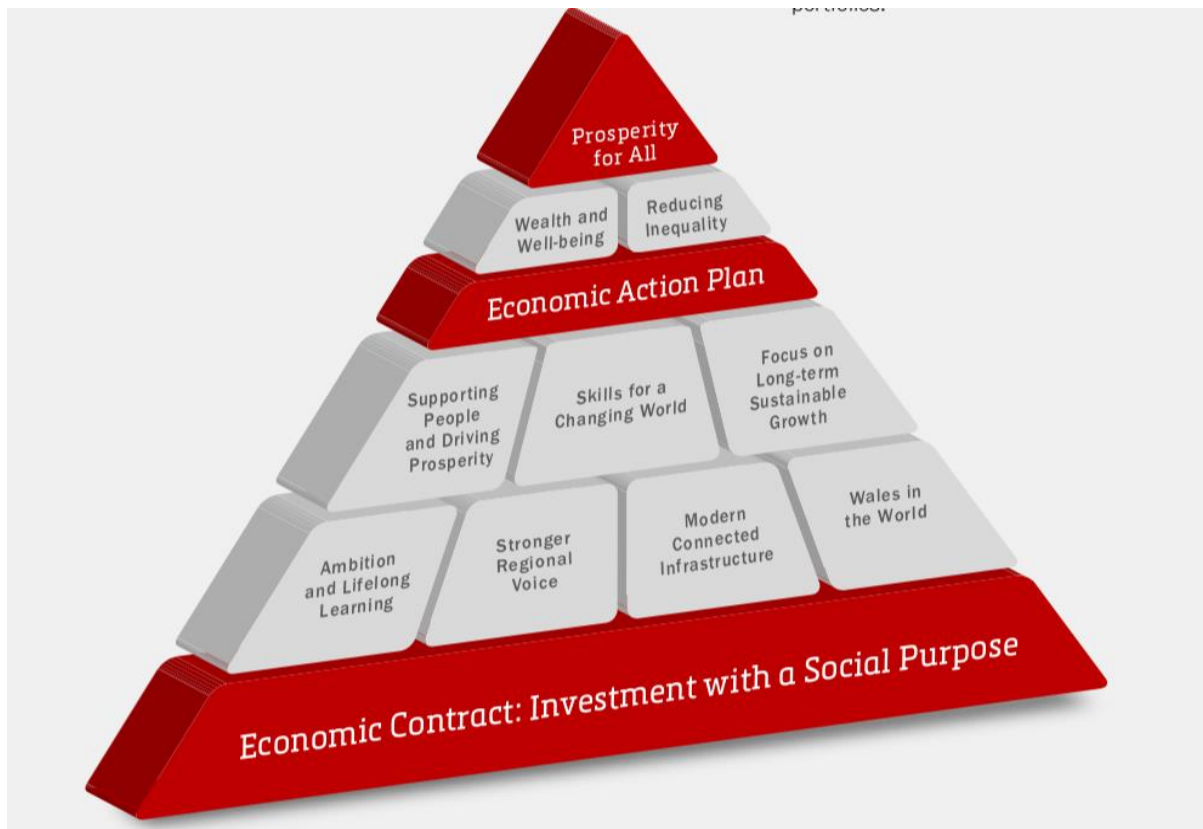 portfolios.
Prosperity
for All
Wealth and
Well-being
Reducing
Inequality
Economic Action Plan
Supporting
People
and Driving
Prosperity
Skills for a
Changing World
Focus on
Long-term
Sustainable
Growth
Ambition
and Lifelong
Learning
Stronger
Regional
Voice
Modern
Connected
Infrastructure
Wales in
the World
Economic Contract: Investment with a Social Purpose